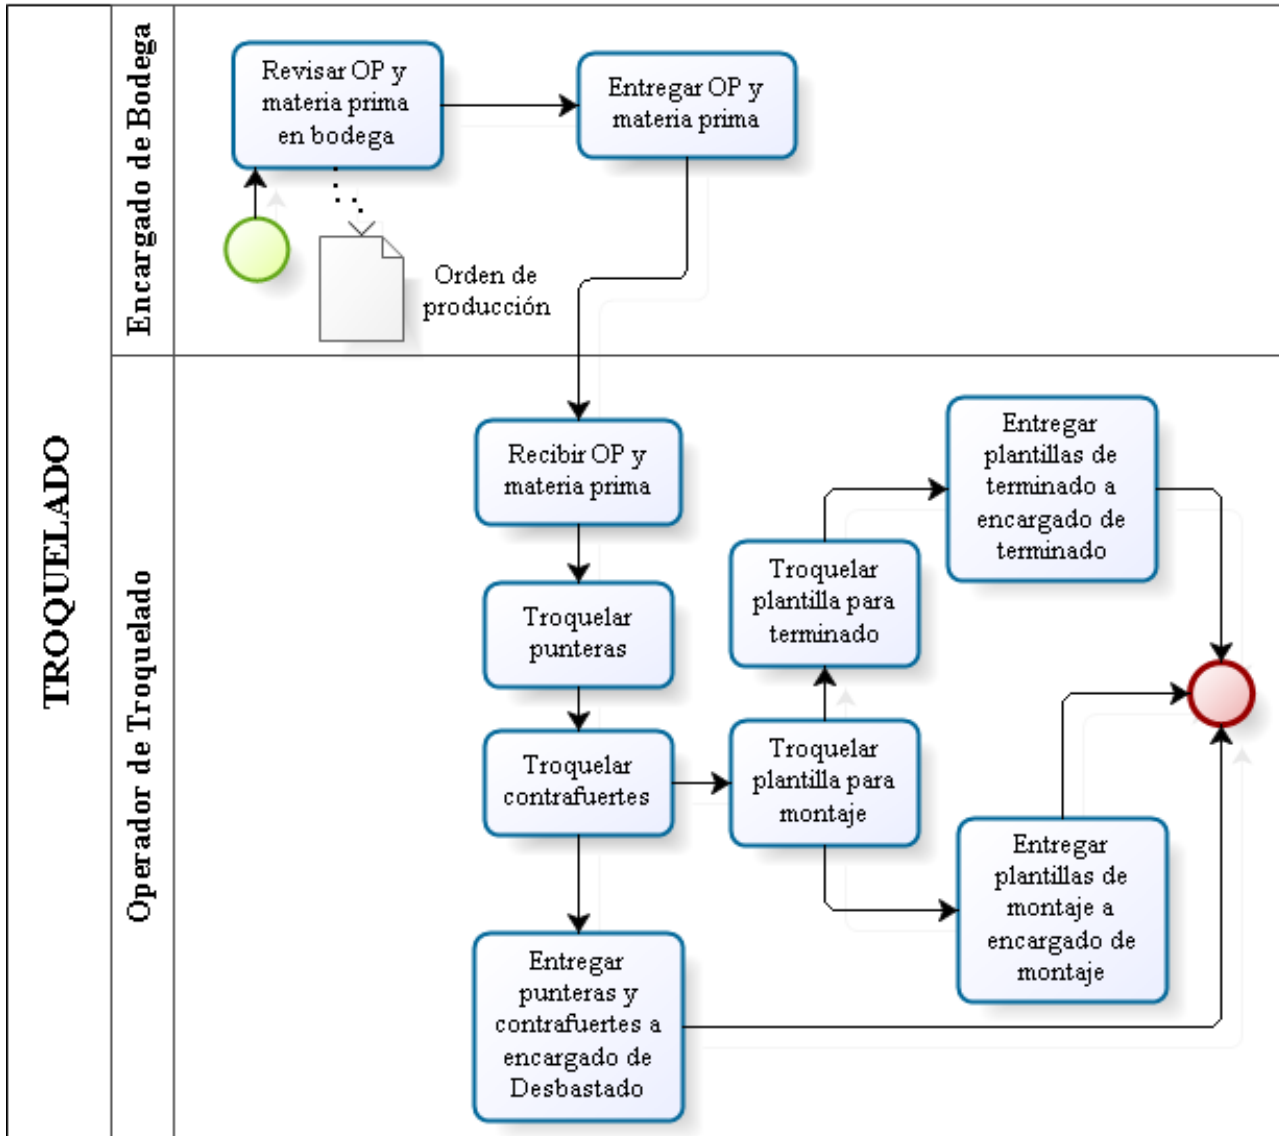 TROQUELADO
Encargado de Bodega
Revisar OP y
materia prima
en bodega
Entregar OP y
materia prima
Orden de
producción
Operador de Troquelado
Recibir OP y
materia prima
Troquelar
punteras
Troquelar
contrafuertes
Entregar
punteras y
contrafuertes a
encargado de
Desbastado
Troquelar
plantilla para
montaje
Troquelar
plantilla para
terminado
Entregar
plantillas de
terminado a
encargado de
terminado
Entregar
plantillas de
montaje a
encargado de
montaje